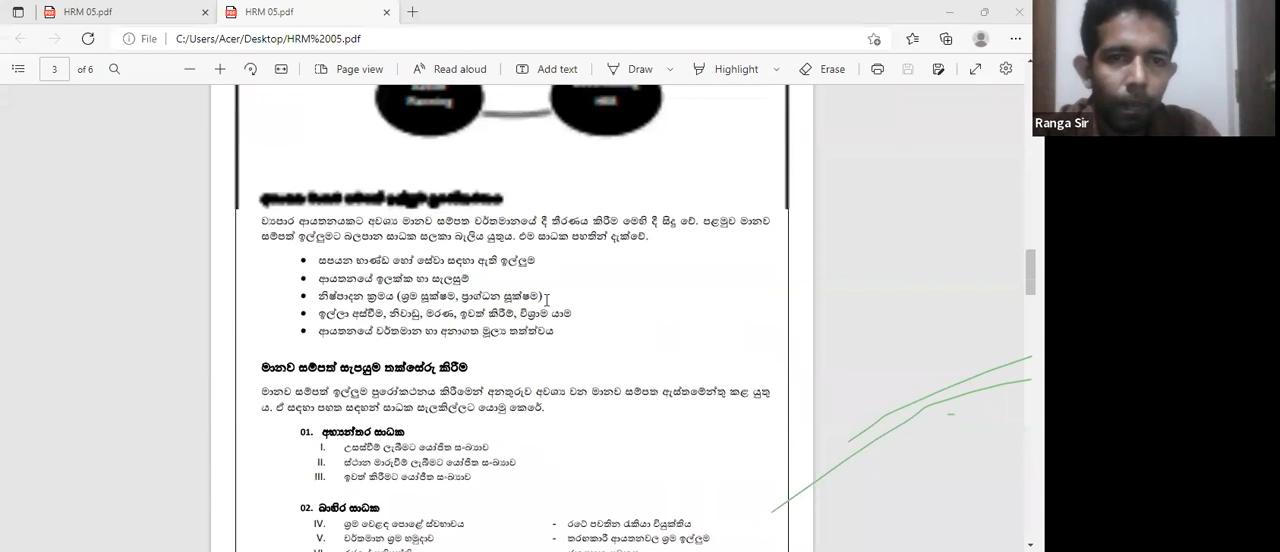 HRM 05.pdf
HRM 05.pdf
File C:/Users/Acer/Desktop/HRM%2005.pdf
3 of 6 Page view Read aloud Add text Draw Highlight Erase
Ranga Sir
Planning
HRD
ව්‍යාපාර ආයතනයකට අවශ්‍ය මානව සම්පත වර්තමානයේ දී තීරණය කිරීම මෙහි දී සිදු වේ. පළමුව මානව
සම්පත් ඉල්ලුමට බලපාන සාධක සලකා බැලිය යුතුය. එම සාධක පහතින් දැක්වේ.
• සපයන භාණ්ඩ හෝ සේවා සඳහා ඇති ඉල්ලුම
• ආයතනයේ ඉලක්ක හා සැලසුම්
• නිෂ්පාදන ක්‍රමය (ශ්‍රම සූක්ෂම, ප්‍රාග්ධන සූක්ෂම)
• ඉල්ලා අස්වීම්, නිවාඩු, මරණ, ඉවත් කිරීම්, විශ්‍රාම යාම
• ආයතනයේ වර්තමාන හා අනාගත මූල්‍ය තත්ත්වය
මානව සම්පත් සැපයුම තක්සේරු කිරීම
මානව සම්පත් ඉල්ලුම පුරෝකථනය කිරීමෙන් අනතුරුව අවශ්‍ය වන මානව සම්පත ඇස්තමේන්තු කළ යුතු
ය. ඒ සඳහා පහත සඳහන් සාධක සැලකිල්ලට යොමු කෙරේ.
01. අභ්‍යන්තර සාධක
I. උසස්වීම් ලැබීමට යෝජිත සංඛ්‍යාව
II. ස්ථාන මාරුවීම් ලැබීමට යෝජිත සංඛ්‍යාව
III. ඉවත් කිරීමට යෝජිත සංඛ්‍යාව
02. බාහිර සාධක
IV. ශ්‍රම වෙළඳ පොළේ ස්වභාවය - රටේ පවතින රැකියා වියුක්තිය
V. වර්තමාන ශ්‍රම හමුදාව - තරඟකාරී ආයතනවල ශ්‍රම ඉල්ලුම